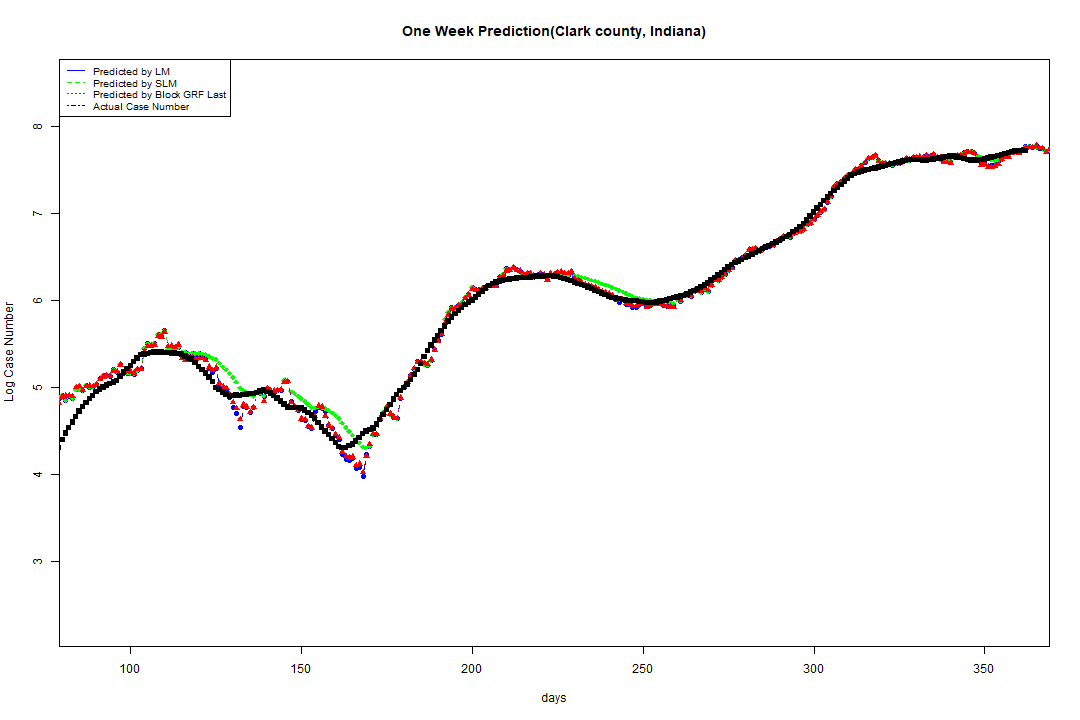 One Week Prediction(Clark county, Indiana)
Predicted by LM
Predicted by SLM
Predicted by Block GRF Last
Actual Case Number
8
7
6
5
4
3
Log Case Number
100 150 200 250 300 350
days